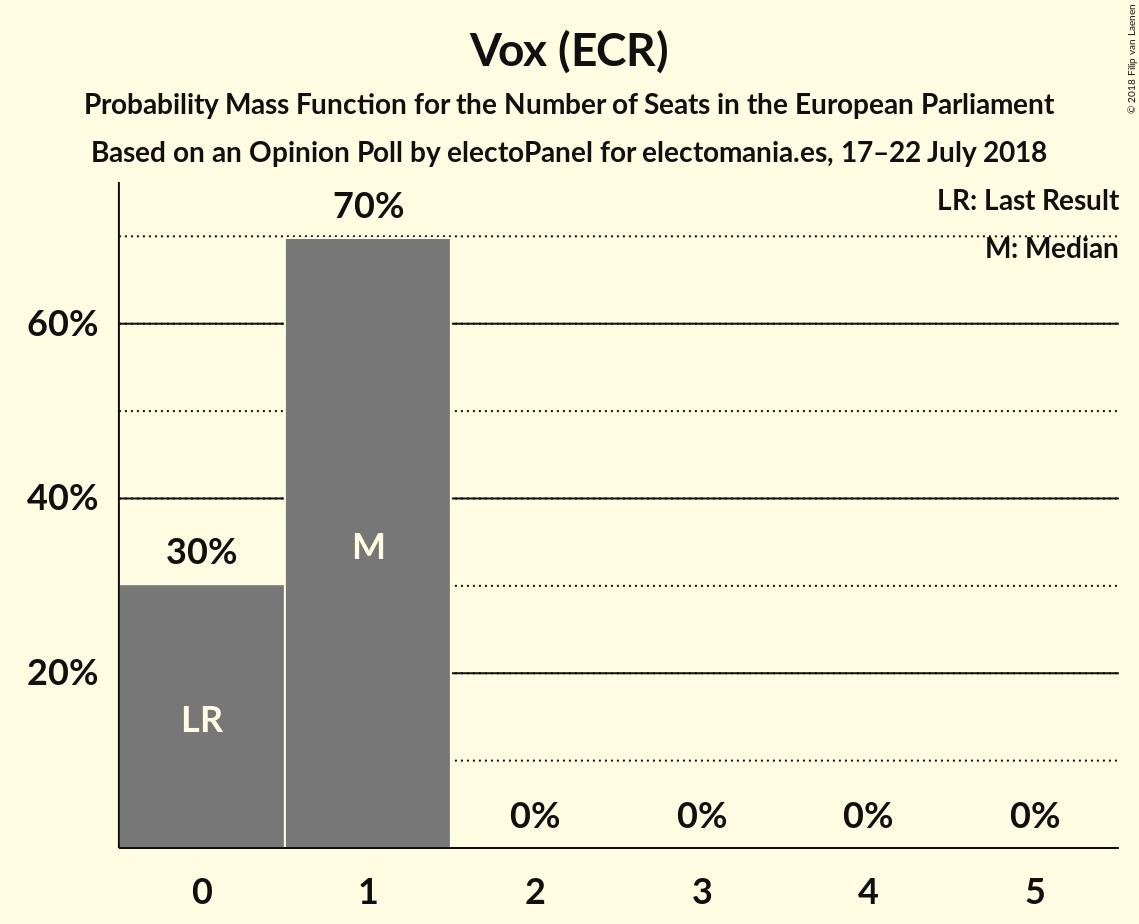 Vox (ECR)
Probability Mass Function for the Number of Seats in the European Parliament
Based on an Opinion Poll by electoPanel for electomania.es, 17–22 July 2018
© 2018 Filip van Laenen
LR: Last Result
M: Median
70%
60%
40%
30%
M
20%
LR
0% 0% 0% 0%
0 1 2 3 4 5